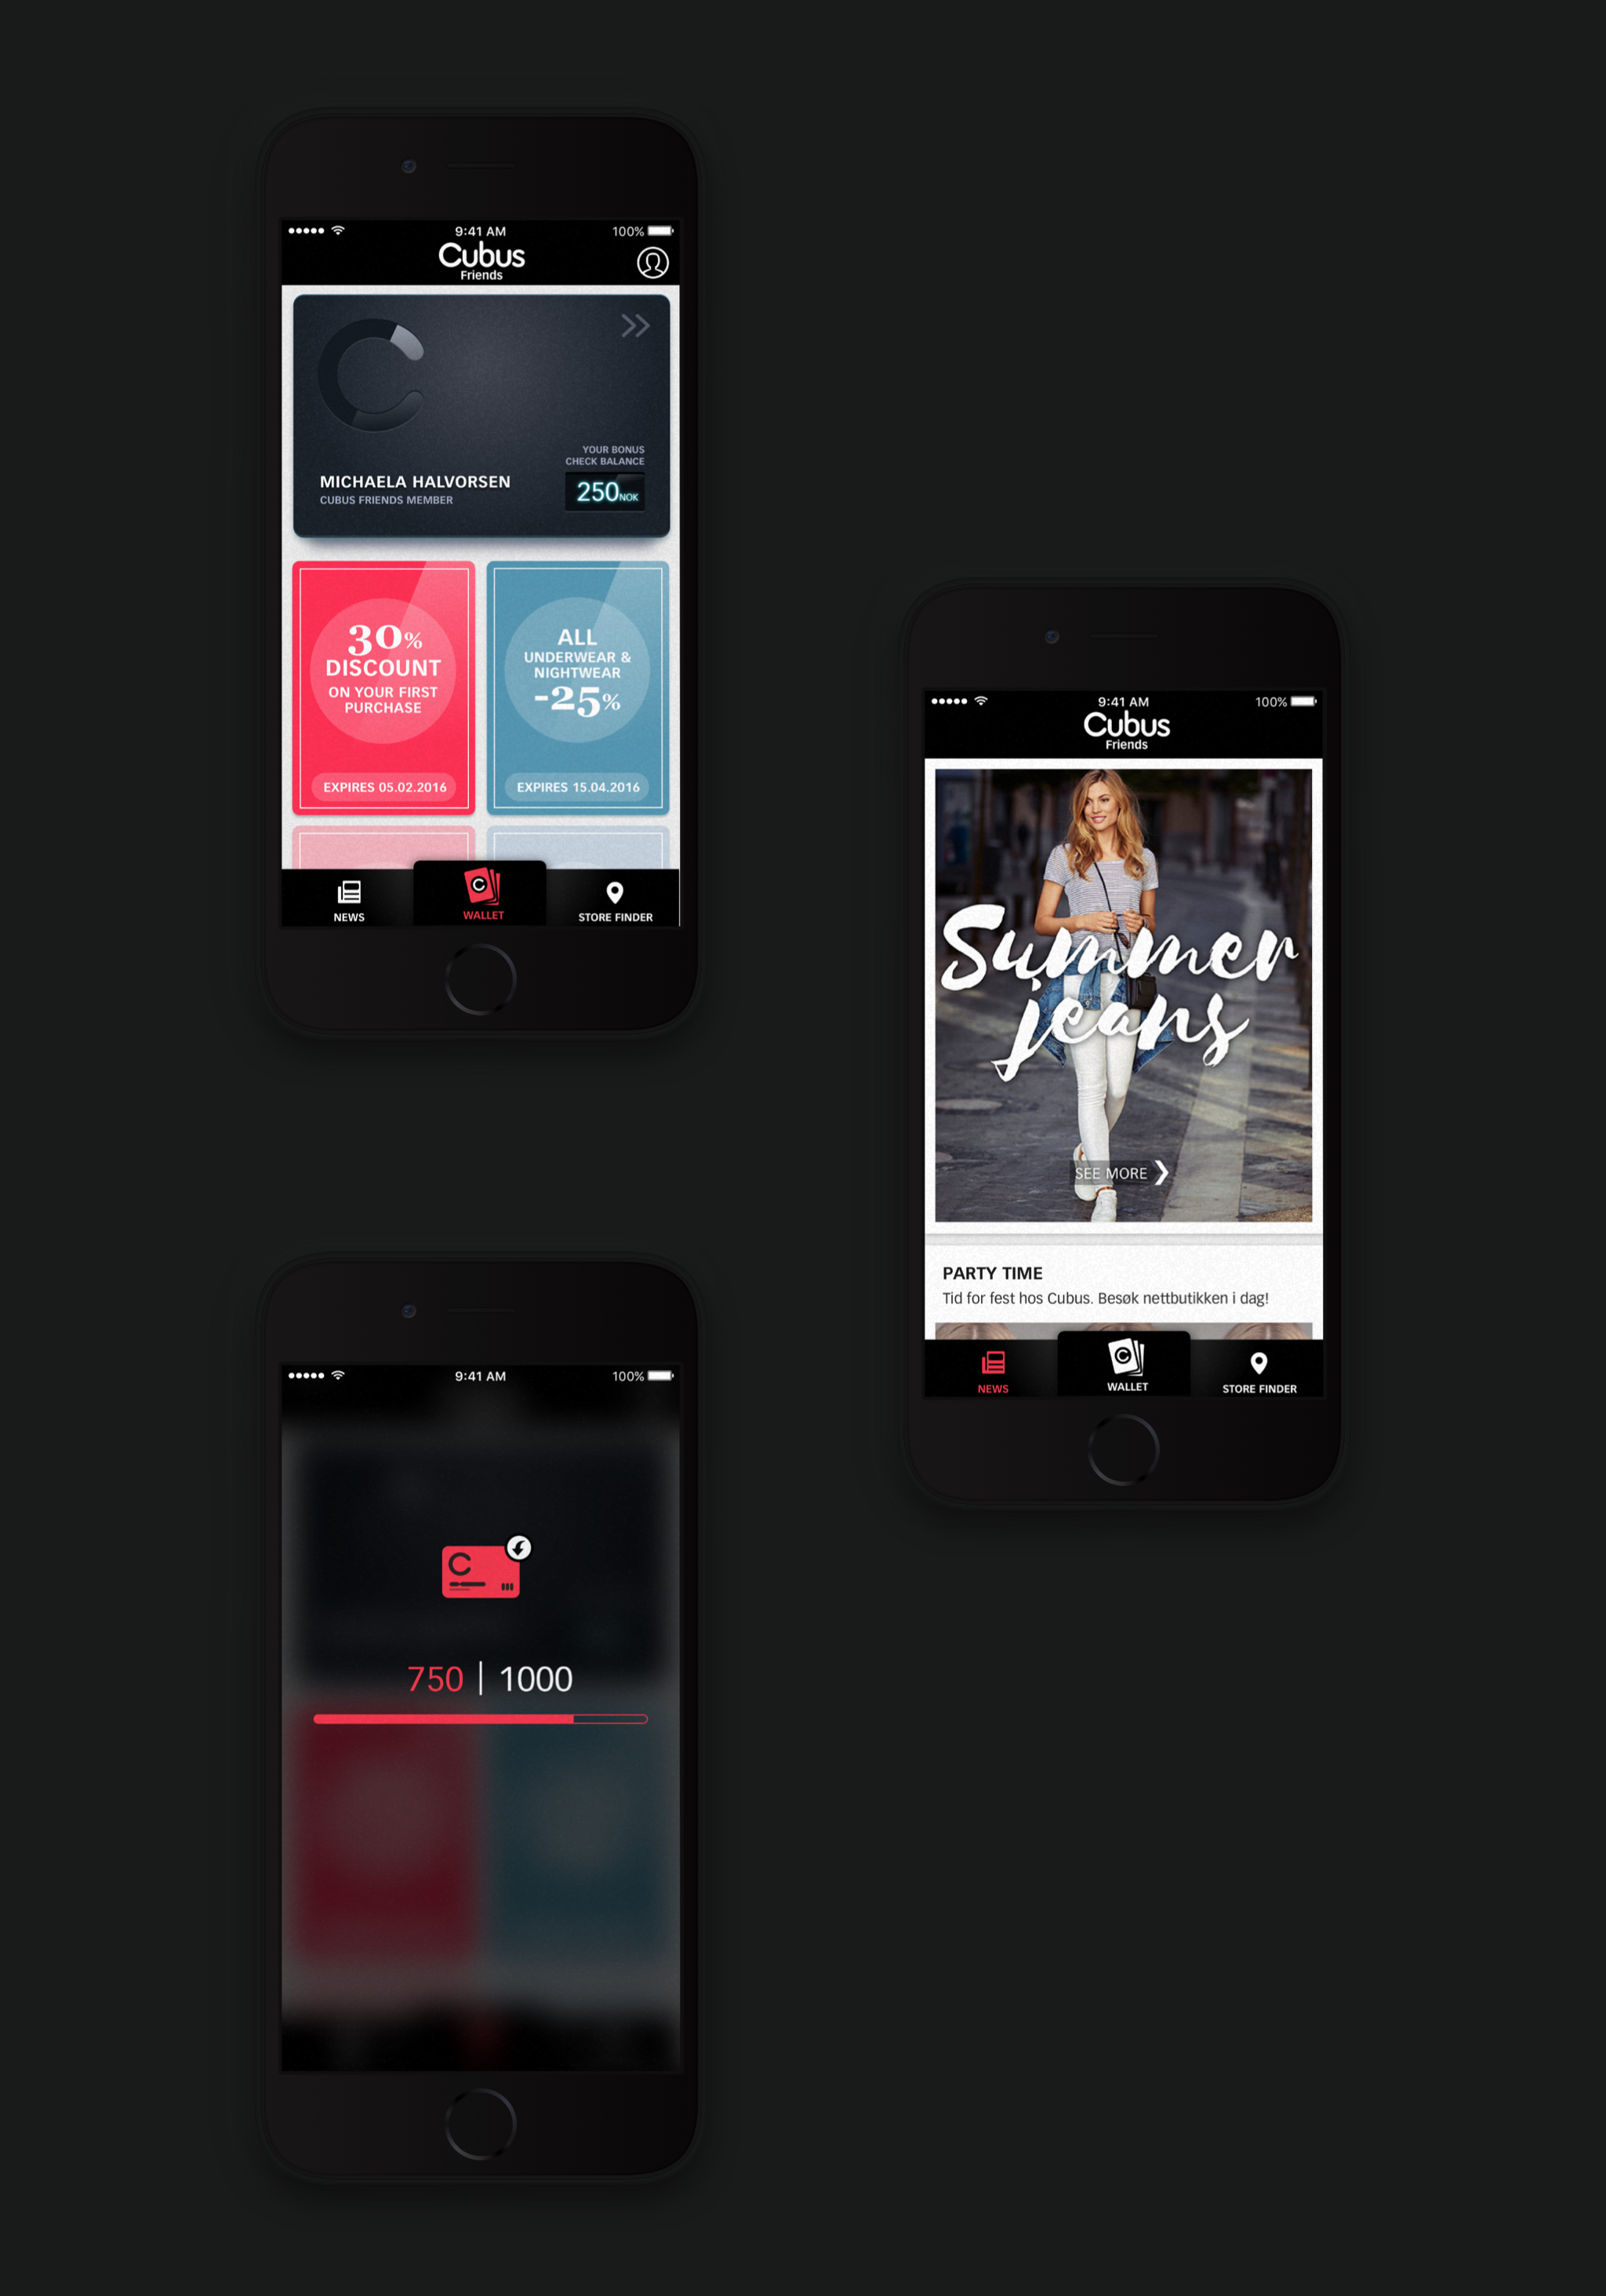 9:41 AM
100%
Cubus
Friends
YOUR BONUS
CHECK BALANCE
MICHAELA HALVORSEN
CUBUS FRIENDS MEMBER
250NOK
30%
DISCOUNT
ON YOUR FIRST
PURCHASE
EXPIRES 05.02.2016
ALL
UNDERWEAR &
NIGHTWEAR
-25%
EXPIRES 15.04.2016
NEWS
WALLET
STORE FINDER
9:41 AM
100%
Cubus
Friends
Summer
jeans
SEE MORE
PARTY TIME
Tid for fest hos Cubus. Besøk nettbutikken i dag!
NEWS
WALLET
STORE FINDER
9:41 AM
100%
750 | 1000